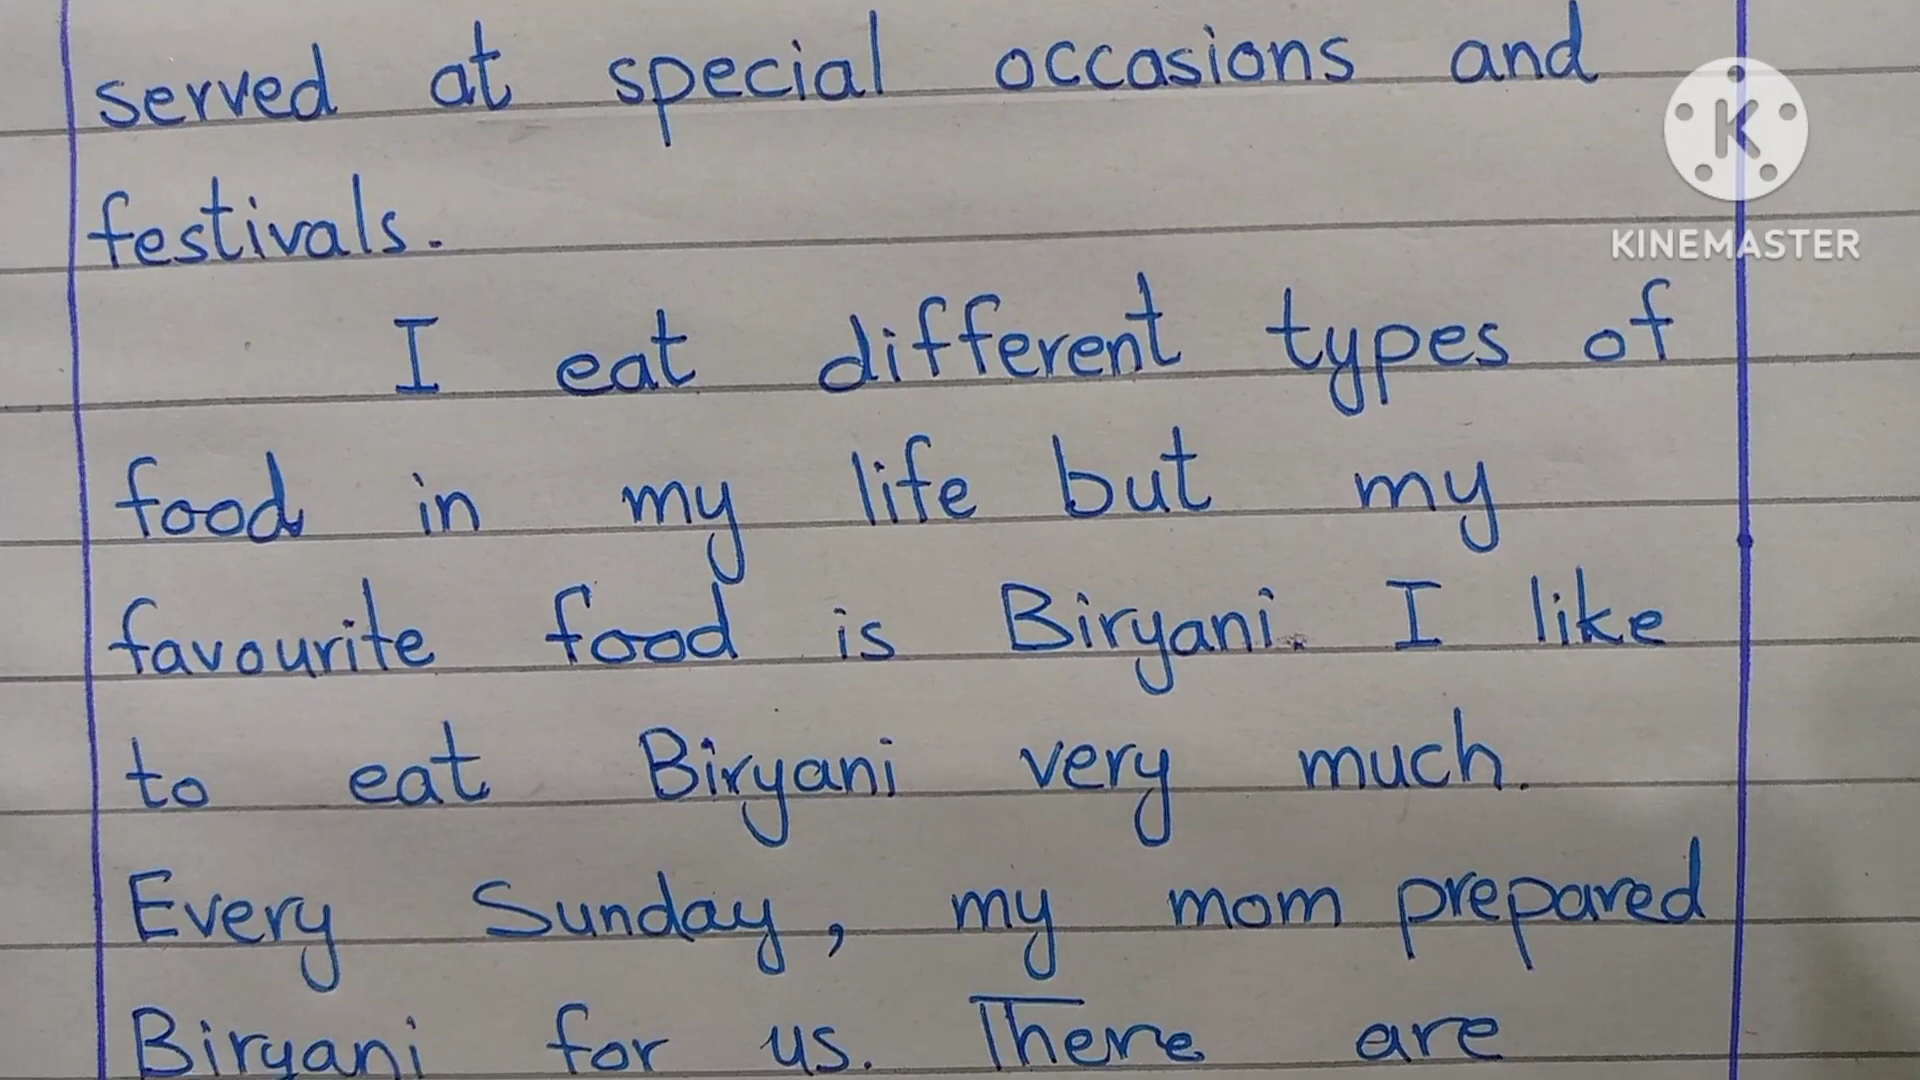 served at special occasions and
festivals.
KINEMASTER
I eat different types of
food in my life but my
favourite food is Biryani. I like
to eat Biryani very much.
Every Sunday, my mom prepared
Biryani for us. There are